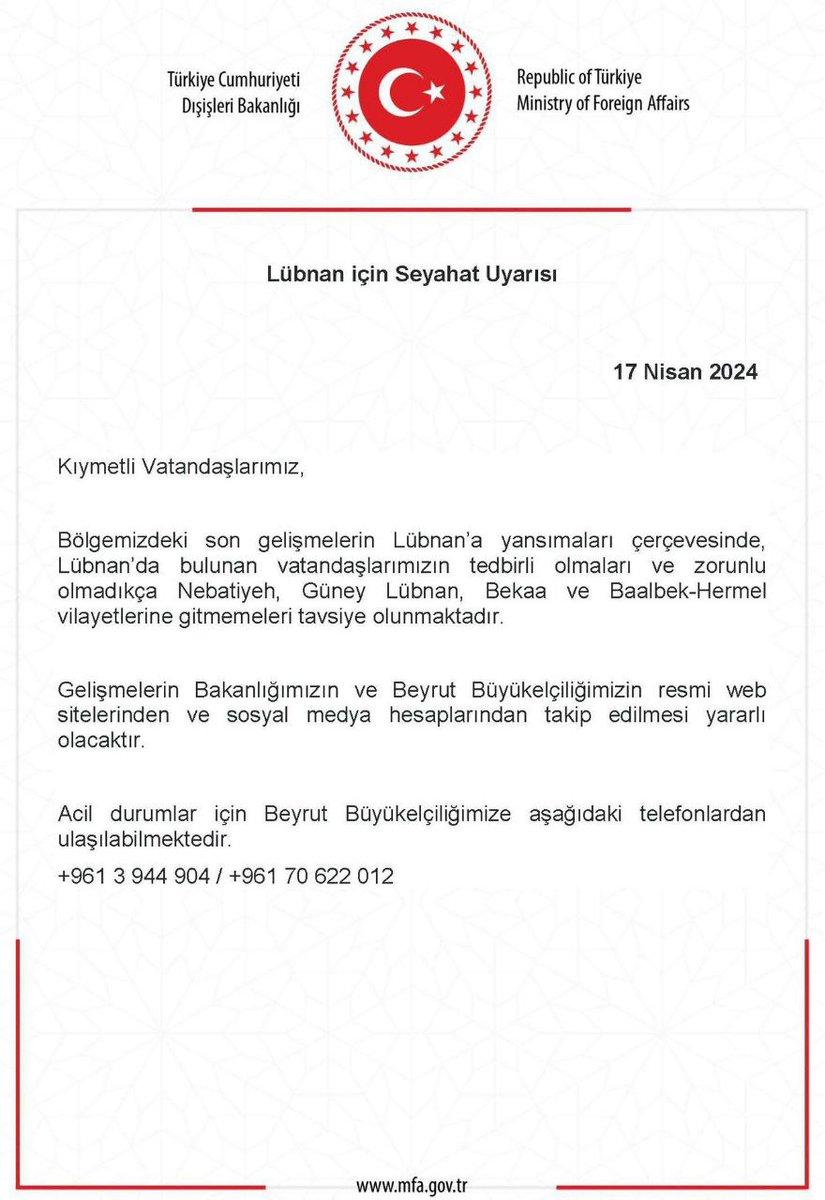 Türkiye Cumhuriyeti
Dışişleri Bakanlığı
Republic of Türkiye
Ministry of Foreign Affairs
Lübnan için Seyahat Uyarısı
17 Nisan 2024
Kıymetli Vatandaşlarımız,
Bölgemizdeki son gelişmelerin Lübnan’a yansımaları çerçevesinde,
Lübnan’da bulunan vatandaşlarımızın tedbirli olmaları ve zorunlu
olmadıkça Nebatiyeh, Güney Lübnan, Bekaa ve Baalbek-Hermel
vilayetlerine gitmemeleri tavsiye olunmaktadır.
Gelişmelerin Bakanlığımızın ve Beyrut Büyükelçiliğimizin resmi web
sitelerinden ve sosyal medya hesaplarından takip edilmesi yararlı
olacaktır.
Acil durumlar için Beyrut Büyükelçiliğimize aşağıdaki telefonlardan
ulaşılabilmektedir.
+961 3 944 904 / +961 70 622 012
www.mfa.gov.tr